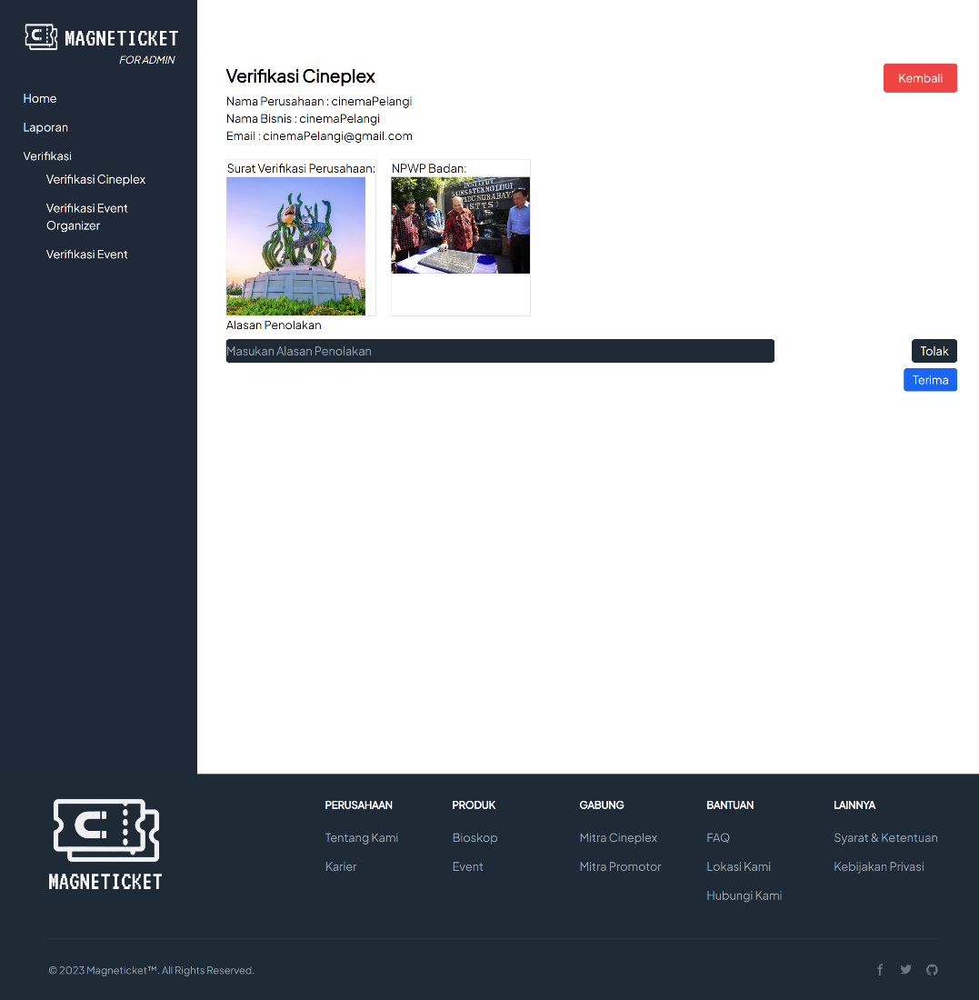 MAGNETICKET
FOR ADMIN
Home
Laporan
Verifikasi
Verifikasi Cineplex
Verifikasi Event
Organizer
Verifikasi Event
Verifikasi Cineplex
Kembali
Nama Perusahaan : cinemaPelangi
Nama Bisnis : cinemaPelangi
Email : cinemaPelangi@gmail.com
Surat Verifikasi Perusahaan:
NPWP Badan:
INSTITUT
SAINS & TEKNOLOGI
TERPADU SURABAYA
( STTS )
Alasan Penolakan
Masukan Alasan Penolakan
Tolak
Terima
MAGNETICKET
PERUSAHAAN
Tentang Kami
Karier
PRODUK
Bioskop
Event
GABUNG
Mitra Cineplex
Mitra Promotor
BANTUAN
FAQ
Lokasi Kami
Hubungi Kami
LAINNYA
Syarat & Ketentuan
Kebijakan Privasi
© 2023 Magneticket™. All Rights Reserved.